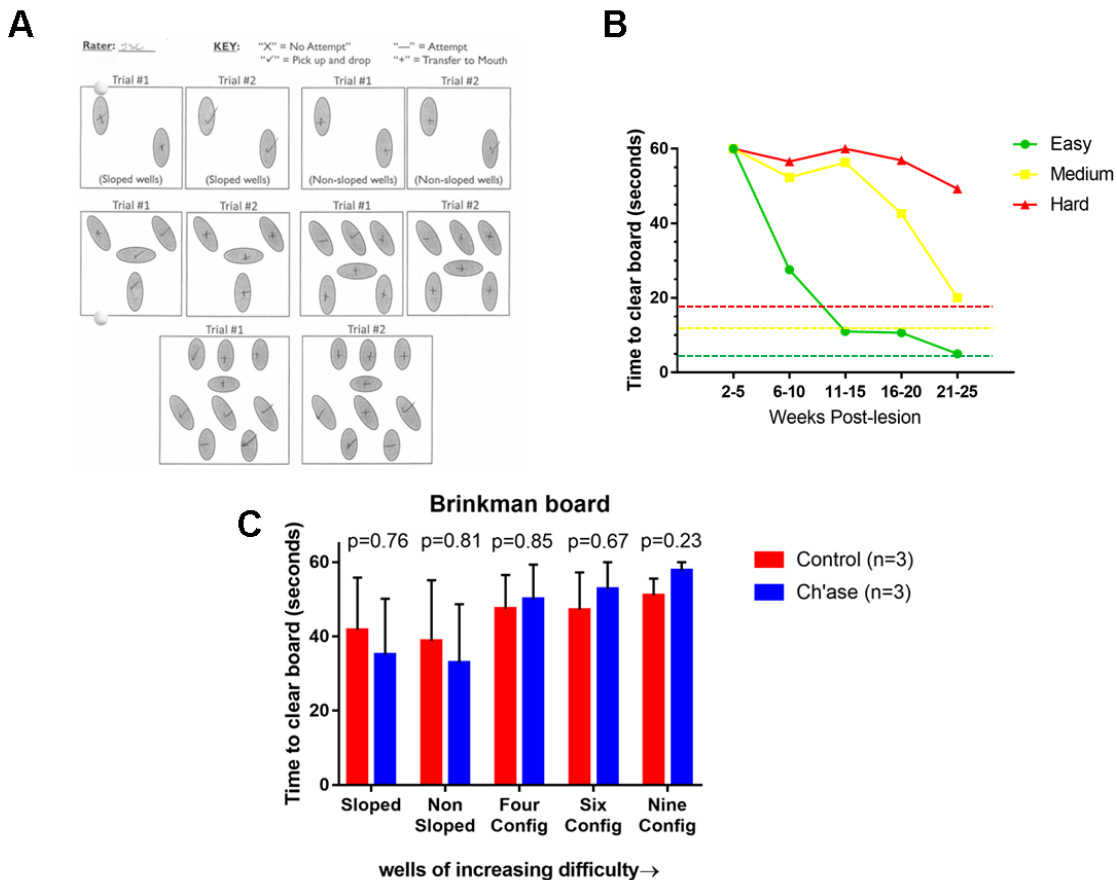 A
Rater:
KEY: "X" = No Attempt" "—" = Attempt
"✓" = Pick up and drop "+" = Transfer to Mouth
Trial #1 Trial #2 Trial #1 Trial #2
(Sloped wells) (Sloped wells) (Non-sloped wells) (Non-sloped wells)
Trial #1 Trial #2 Trial #1 Trial #2
Trial #1 Trial #2
B
Time to clear board (seconds)
60
40
20
0
2-5 6-10 11-15 16-20 21-25
Weeks Post-lesion
Easy
Medium
Hard
C
Brinkman board
p=0.76 p=0.81 p=0.85 p=0.67 p=0.23
Time to clear board (seconds)
60
40
20
0
Sloped Non Four Six Nine
Sloped Config Config Config
wells of increasing difficulty→
Control (n=3)
Ch'ase (n=3)